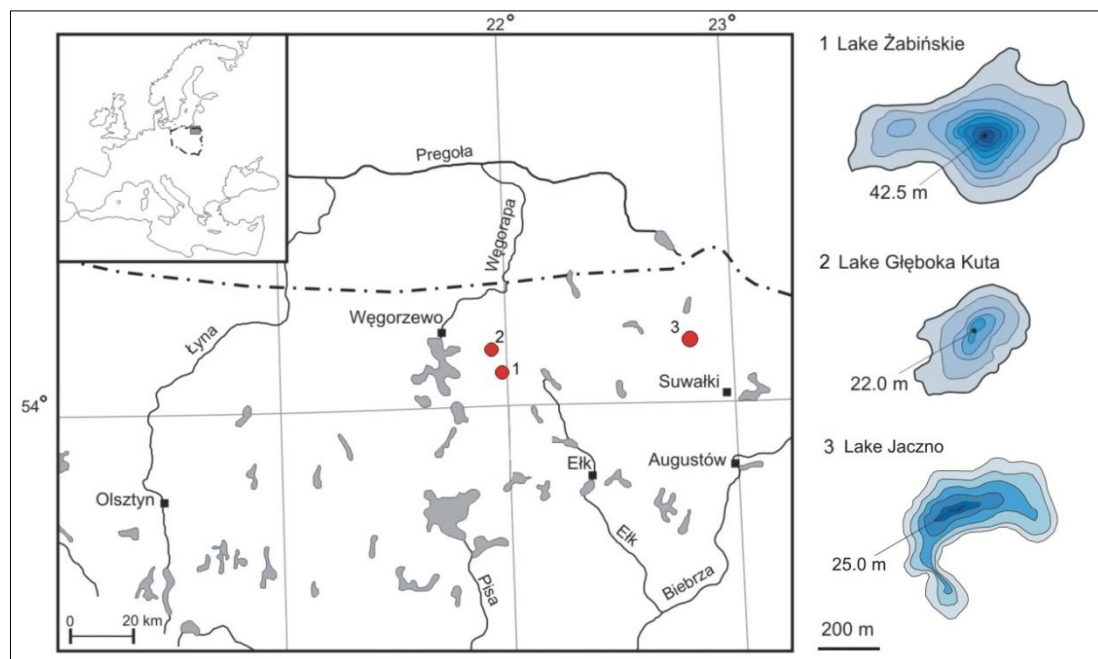 22°
23°
Pregoła
Węgorapa
Węgorzewo
Łyna
2
1
3
Suwałki
54°
Ełk
Augustów
Olsztyn
Ełk
Biebrza
Pisa
0 20 km
1 Lake Żabińskie
42.5 m
2 Lake Głęboka Kuta
22.0 m
3 Lake Jaczno
25.0 m
200 m